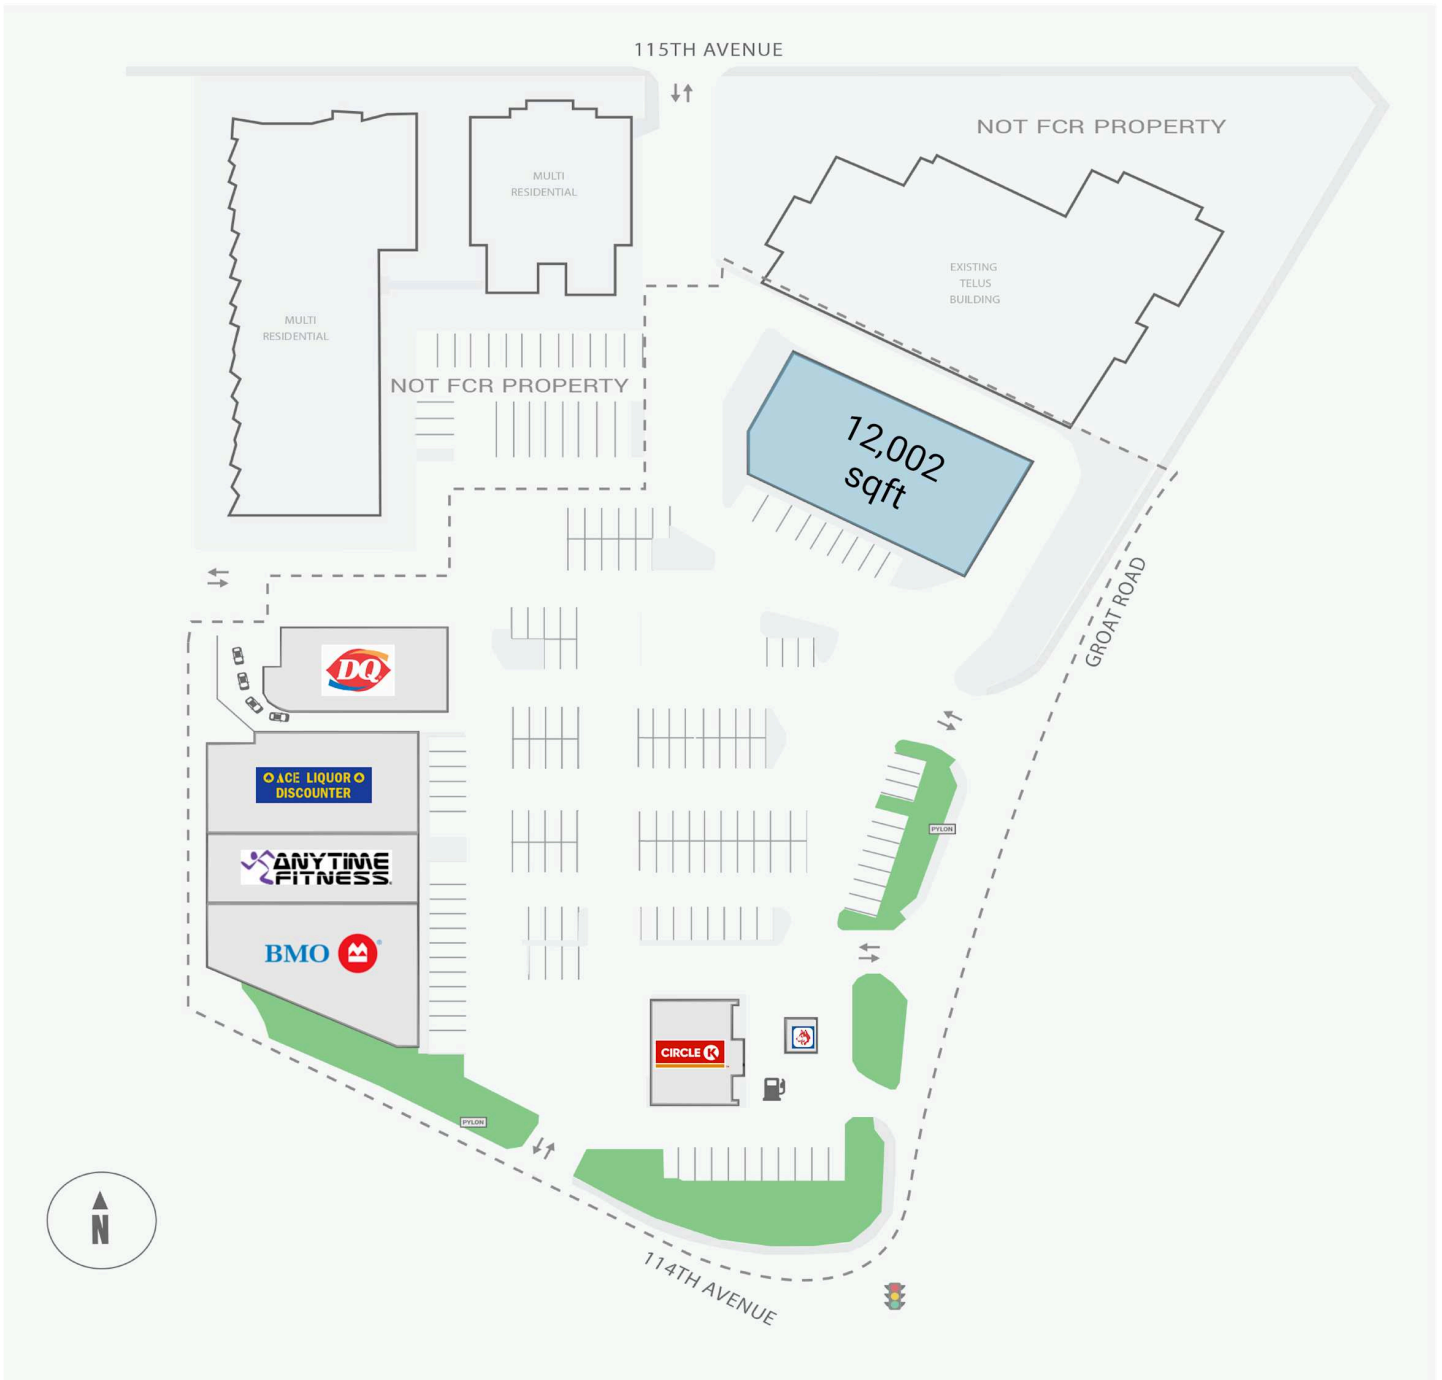 115TH AVENUE
NOT FCR PROPERTY
MULTI
RESIDENTIAL
EXISTING
TELUS
BUILDING
MULTI
RESIDENTIAL
NOT FCR PROPERTY
12,002
sqft
GROAT ROAD
DQ
ACE LIQUOR
DISCOUNTER
PYLON
ANYTIME
FITNESS
BMO
CIRCLE K
PYLON
N
114TH AVENUE